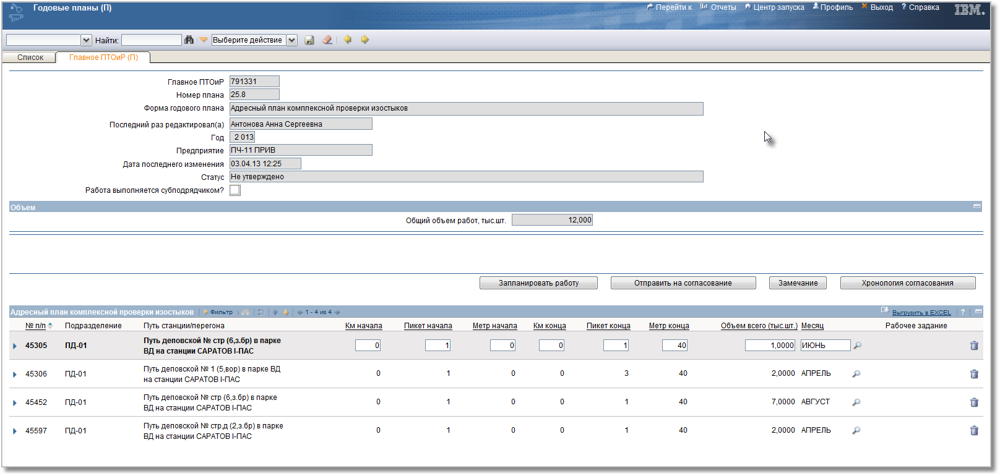 Годовые планы (П)
Перейти к Отчеты Центр запуска Профиль Выход ? Справка IBM.
Найти: Выберите действие
Список Главное ПТОиР (П)
Главное ПТОиР 791331
Номер плана 25.8
Форма годового плана Адресный план комплексной проверки изостыков
Последний раз редактировал(а) Антонова Анна Сергеевна
Год 2 013
Предприятие ПЧ-11 ПРИВ
Дата последнего изменения 03.04.13 12:25
Статус Не утверждено
Работа выполняется субподрядчиком?
Объем
Общий объем работ, тыс.шт. 12,000
Запланировать работу Отправить на согласование Замечание Хронология согласования
Адресный план комплексной проверки изостыков Фильтр 1 - 4 из 4 Выгрузить в EXCEL ?
№ п/п Подразделение Путь станции/перегона Км начала Пикет начала Метр начала Км конца Пикет конца Метр конца Объем всего (тыс.шт.) Месяц Рабочее задание
45305 ПД-01 Путь деповской № стр (6,з.бр) в парке 0 1 0 0 1 40 1,0000 ИЮНЬ
ВД на станции САРАТОВ I-ПАС
45306 ПД-01 Путь деповской № 1 (5,вор) в парке ВД 0 1 0 0 3 40 2,0000 АПРЕЛЬ
на станции САРАТОВ I-ПАС
45452 ПД-01 Путь деповской № стр (6,з.бр) в парке 0 1 0 0 1 40 7,0000 АВГУСТ
ВД на станции САРАТОВ I-ПАС
45597 ПД-01 Путь деповской № стр,д (2,з.бр) в парке 0 1 0 0 1 40 2,0000 АПРЕЛЬ
ВД на станции САРАТОВ I-ПАС